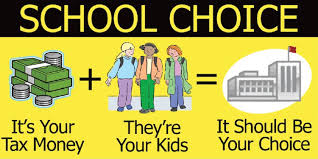 SCHOOL CHOICE
+
=
It's Your
Tax Money
They're
Your Kids
It Should Be
Your Choice